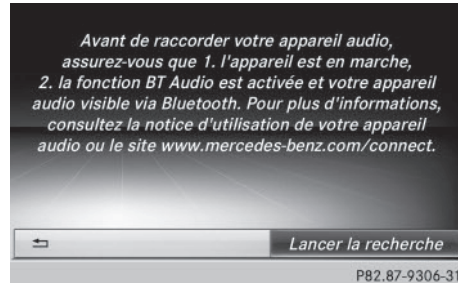 Avant de raccorder votre appareil audio,
assurez-vous que 1. l'appareil est en marche,
2. la fonction BT Audio est activée et votre appareil
audio visible via Bluetooth. Pour plus d'informations,
consultez la notice d'utilisation de votre appareil
audio ou le site www.mercedes-benz.com/connect.
Lancer la recherche
P82.87-9306-31